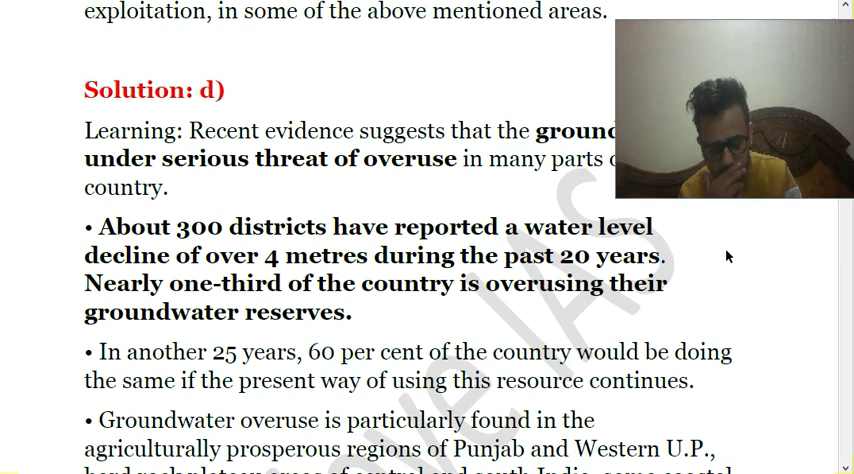 exploitation, in some of the above mentioned areas.
Solution: d)
Learning: Recent evidence suggests that the
under serious threat of overuse in many parts
country.
• About 300 districts have reported a water level
decline of over 4 metres during the past 20 years.
Nearly one-third of the country is overusing their
groundwater reserves.
• In another 25 years, 60 per cent of the country would be doing
the same if the present way of using this resource continues.
• Groundwater overuse is particularly found in the
agriculturally prosperous regions of Punjab and Western U.P.,
IAS